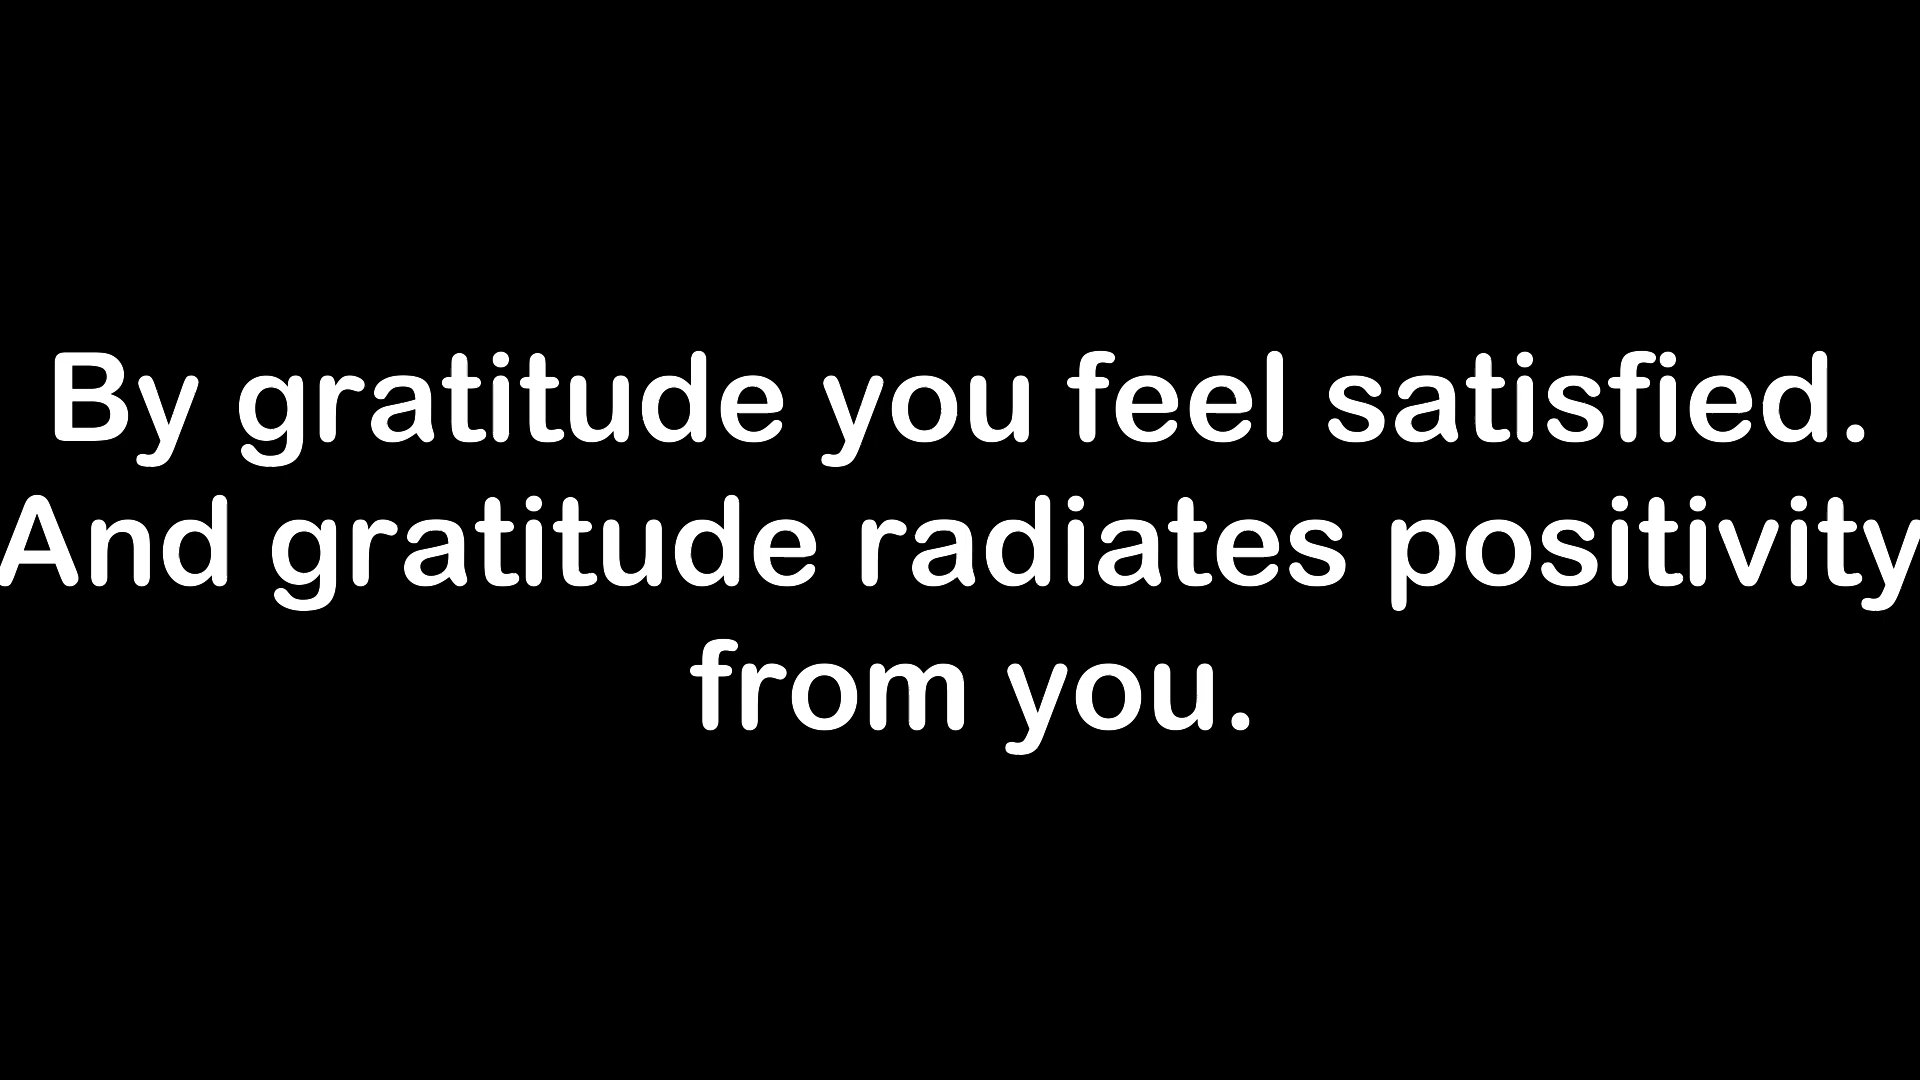 By gratitude you feel satisfied.
And gratitude radiates positivity
from you.